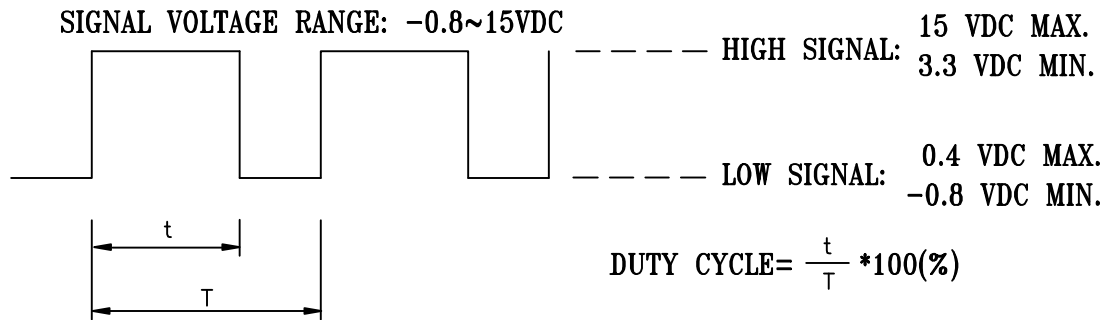 SIGNAL VOLTAGE RANGE: -0.8~15VDC
HIGH SIGNAL: 15 VDC MAX.
3.3 VDC MIN.
LOW SIGNAL: 0.4 VDC MAX.
-0.8 VDC MIN.
t
T
DUTY CYCLE= t/T *100(%)